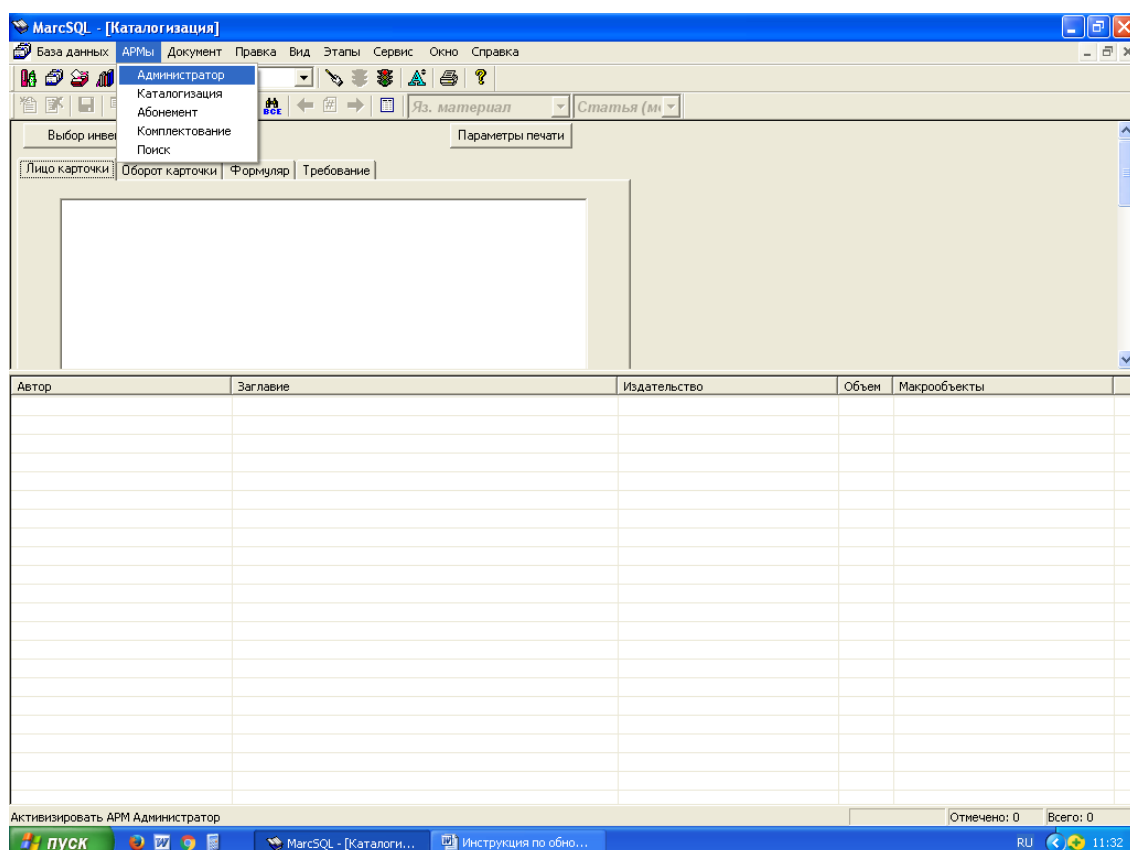 MarcSQL - [Каталогизация]
База данных АРМы Документ Правка Вид Этапы Сервис Окно Справка
Администратор
Каталогизация
Абонемент
Комплектование
Поиск
ВСЕ Яз. материал Статья (м
Выбор инве Параметры печати
Лицо карточки Оборот карточки Формуляр Требование
Автор Заглавие Издательство Объем Макрообъекты
Активизировать АРМ Администратор Отмечено: 0 Всего: 0
пуск MarcSQL - [Каталоги... Инструкция по обно... RU 11:32